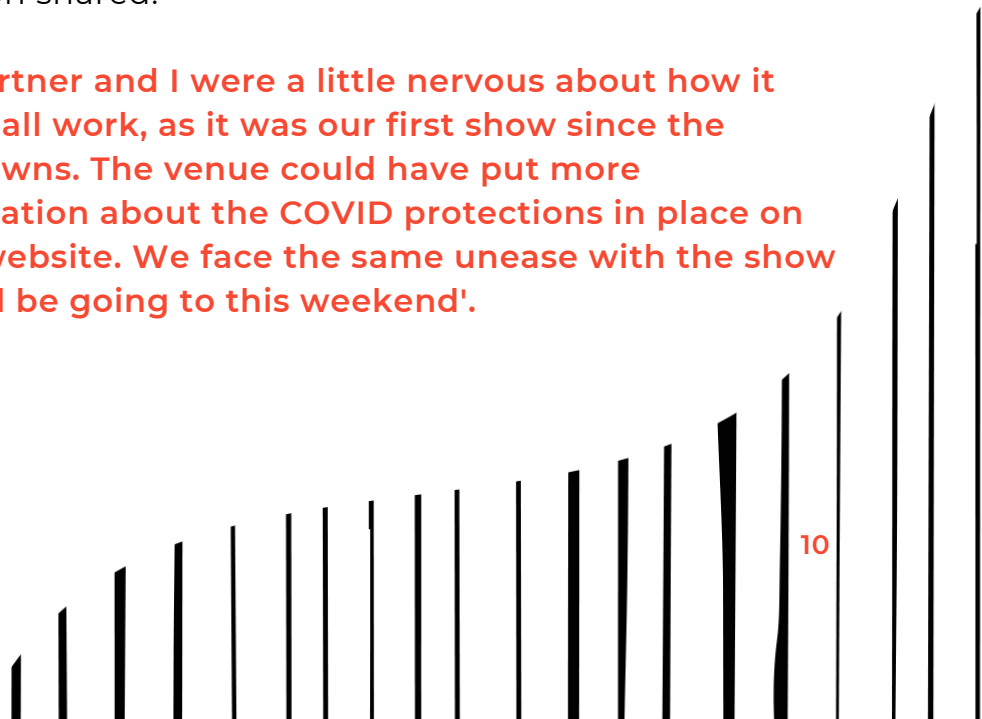 shared.
rtner and I were a little nervous about how it
all work, as it was our first show since the
wns. The venue could have put more
ation about the COVID protections in place on
website. We face the same unease with the show
be going to this weekend'.
10